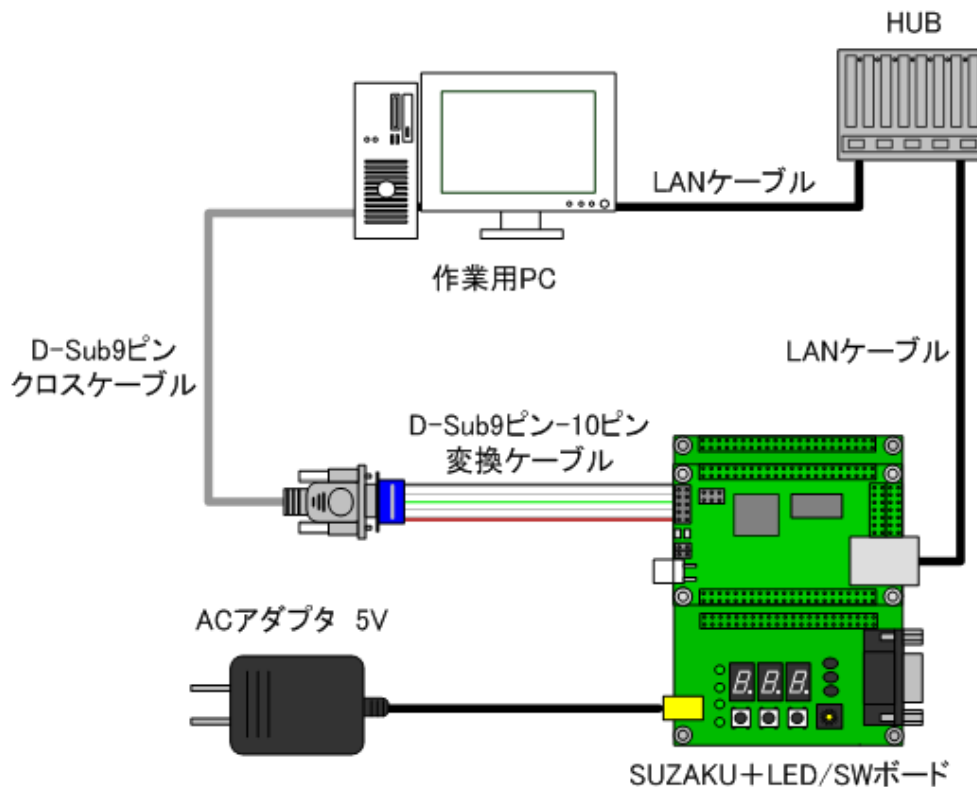 HUB
LANケーブル
作業用PC
D-Sub9ピン
クロスケーブル
LANケーブル
D-Sub9ピン-10ピン
変換ケーブル
ACアダプタ 5V
8.8.8.
SUZAKU+LED/SWボード